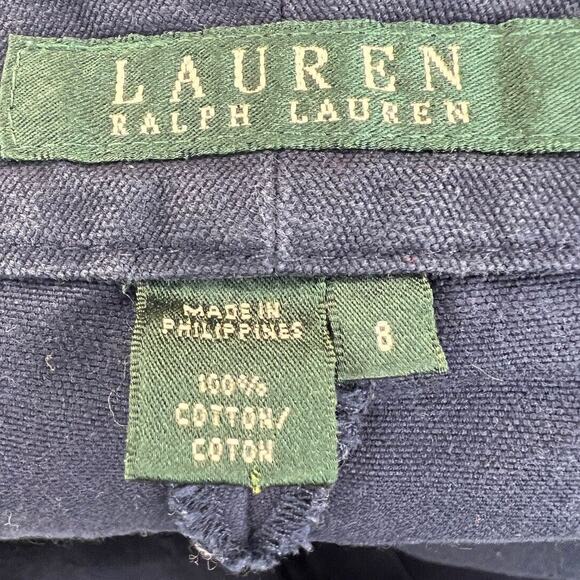 LAUREN
RALPH LAUREN
MADE IN
PHILIPPINES
8
100%
COTTON/
COTON